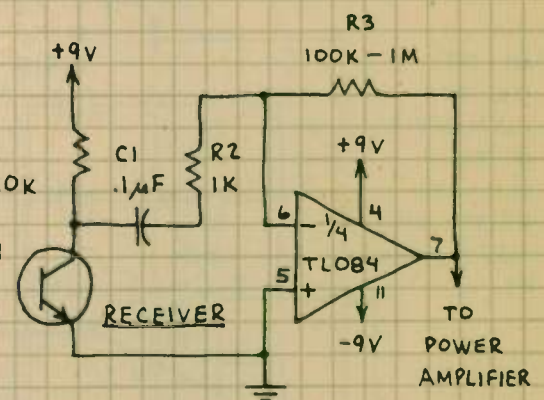 R3
100K – 1M
+9V
+9V
C1
.1µF
R2
1K
0K
4
6
– 1/4
TL084
7
5
+
11
RECEIVER
-9V
TO
POWER
AMPLIFIER